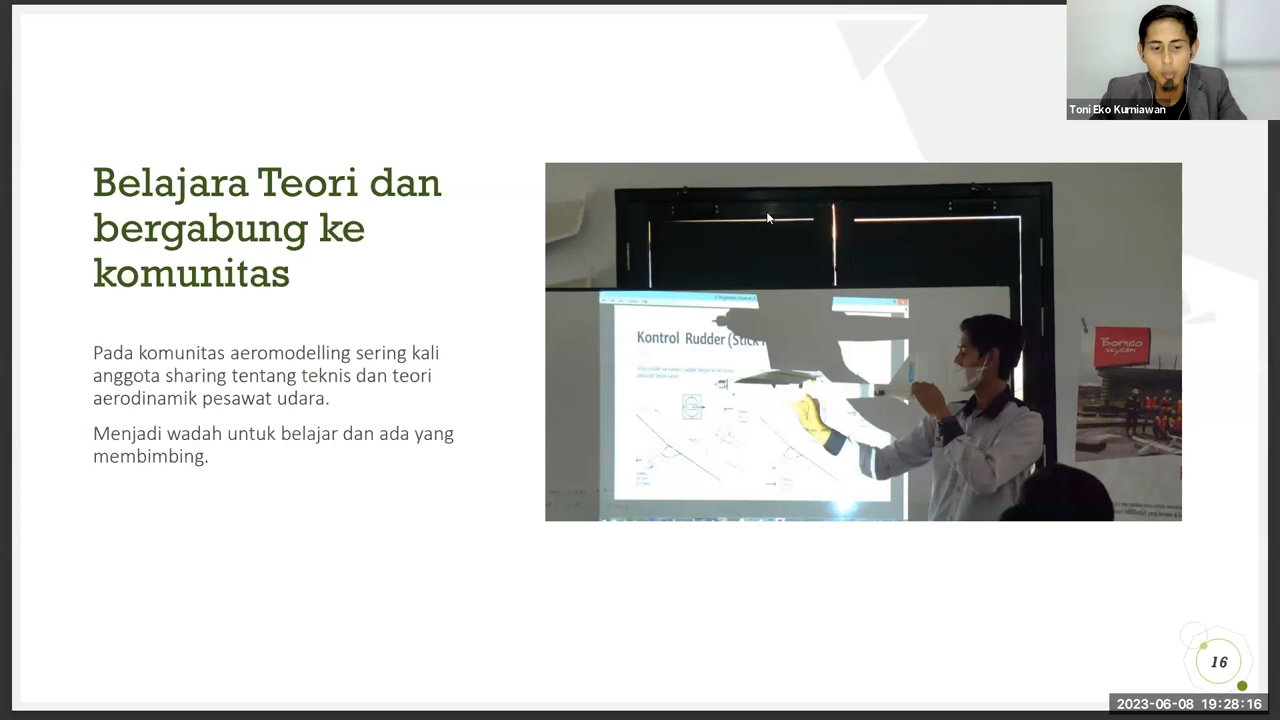 Toni Eko Kurniawan
Belajara Teori dan
bergabung ke
komunitas
Pada komunitas aeromodelling sering kali
anggota sharing tentang teknis dan teori
aerodinamik pesawat udara.
Menjadi wadah untuk belajar dan ada yang
membimbing.
Kontrol Rudder (Stick
Borneo
16
2023-06-08 19:28:16